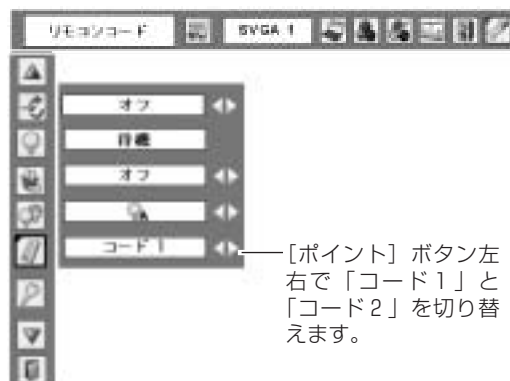 リモコンコード
SVGA 1
オフ
待機
オフ
コード 1
[ポイント] ボタン左
右で「コード1」と
「コード2」を切り替
えます。